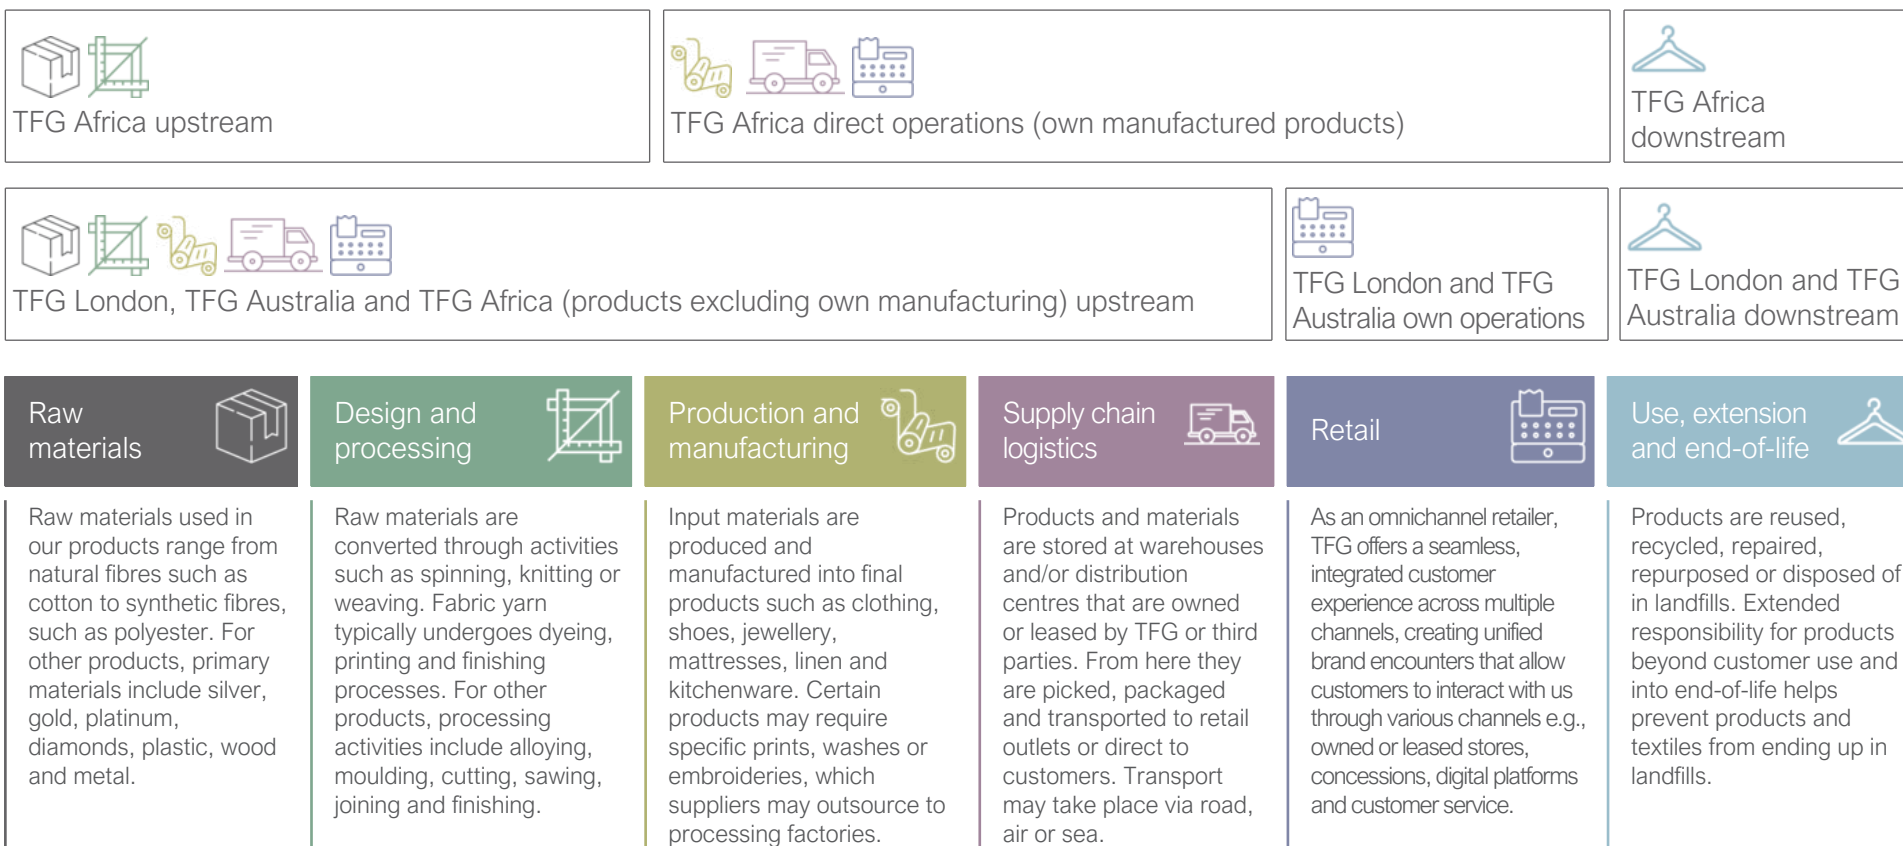 TFG Africa upstream
TFG Africa direct operations (own manufactured products)
TFG Africa
downstream
TFG London, TFG Australia and TFG Africa (products excluding own manufacturing) upstream
TFG London and TFG
Australia own operations
TFG London and TFG
Australia downstream
Raw
materials
Raw materials used in
our products range from
natural fibres such as
cotton to synthetic fibres,
such as polyester. For
other products, primary
materials include silver,
gold, platinum,
diamonds, plastic, wood
and metal.
Design and
processing
Raw materials are
converted through activities
such as spinning, knitting or
weaving. Fabric yarn
typically undergoes dyeing,
printing and finishing
processes. For other
products, processing
activities include alloying,
moulding, cutting, sawing,
joining and finishing.
Production and
manufacturing
Input materials are
produced and
manufactured into final
products such as clothing,
shoes, jewellery,
mattresses, linen and
kitchenware. Certain
products may require
specific prints, washes or
embroideries, which
suppliers may outsource to
processing factories.
Supply chain
logistics
Products and materials
are stored at warehouses
and/or distribution
centres that are owned
or leased by TFG or third
parties. From here they
are picked, packaged
and transported to retail
outlets or direct to
customers. Transport
may take place via road,
air or sea.
Retail
As an omnichannel retailer,
TFG offers a seamless,
integrated customer
experience across multiple
channels, creating unified
brand encounters that allow
customers to interact with us
through various channels e.g.,
owned or leased stores,
concessions, digital platforms
and customer service.
Use, extension
and end-of-life
Products are reused,
recycled, repaired,
repurposed or disposed of
in landfills. Extended
responsibility for products
beyond customer use and
into end-of-life helps
prevent products and
textiles from ending up in
landfills.